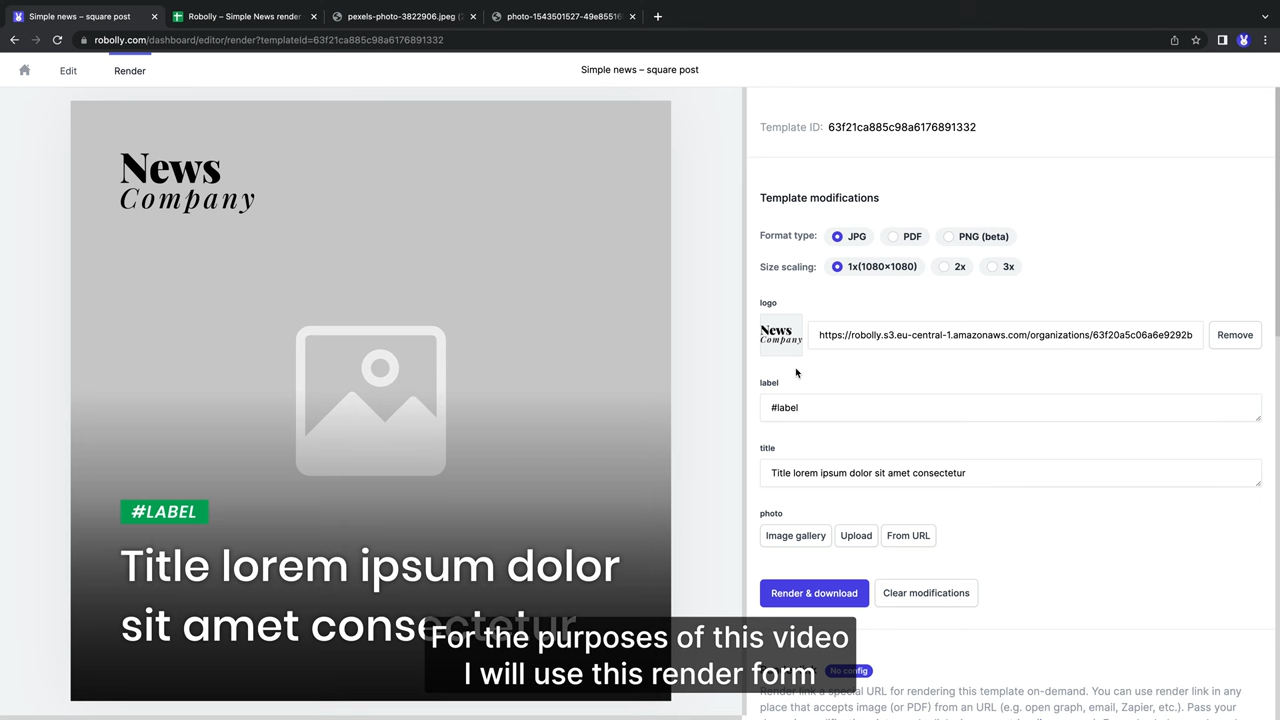 Simple news – square post
Robolly – Simple News render
pexels-photo-3822906.jpeg (
photo-1543501527-49e85516
robolly.com/dashboard/editor/render?templateId=63f21ca885c98a6176891332
Edit
Render
Simple news – square post
News
Company
#LABEL
Title lorem ipsum dolor
sit amet consectetur
Template ID: 63f21ca885c98a6176891332
Template modifications
Format type: JPG PDF PNG (beta)
Size scaling: 1x(1080×1080) 2x 3x
logo
News
Company
https://robolly.s3.eu-central-1.amazonaws.com/organizations/63f20a5c06a6e9292b
Remove
label
#label
title
Title lorem ipsum dolor sit amet consectetur
photo
Image gallery Upload From URL
Render & download Clear modifications
No config
Render link a special URL for rendering this template on-demand. You can use render link in any
place that accepts image (or PDF) from an URL (e.g. open graph, email, Zapier, etc.). Pass your
For the purposes of this video
I will use this render form